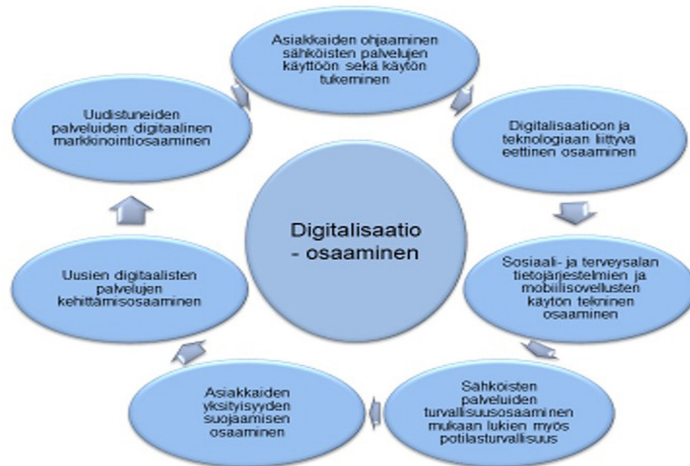 Asiakkaiden ohjaaminen
sähköisten palvelujen
käyttöön sekä käytön
tukeminen
Digitalisaatioon ja
teknologiaan liittyvä
eettinen osaaminen
Sosiaali- ja terveysalan
tietojärjestelmien ja
mobiilisovellusten
käytön tekninen
osaaminen
Sähköisten
palveluiden
turvallisuusosaaminen
mukaan lukien myös
potilasturvallisuus
Asiakkaiden
yksityisyyden
suojaamisen
osaaminen
Uusien digitaalisten
palvelujen
kehittämisosaaminen
Uudistuneiden
palveluiden digitaalinen
markkinointiosaaminen
Digitalisaatio
- osaaminen